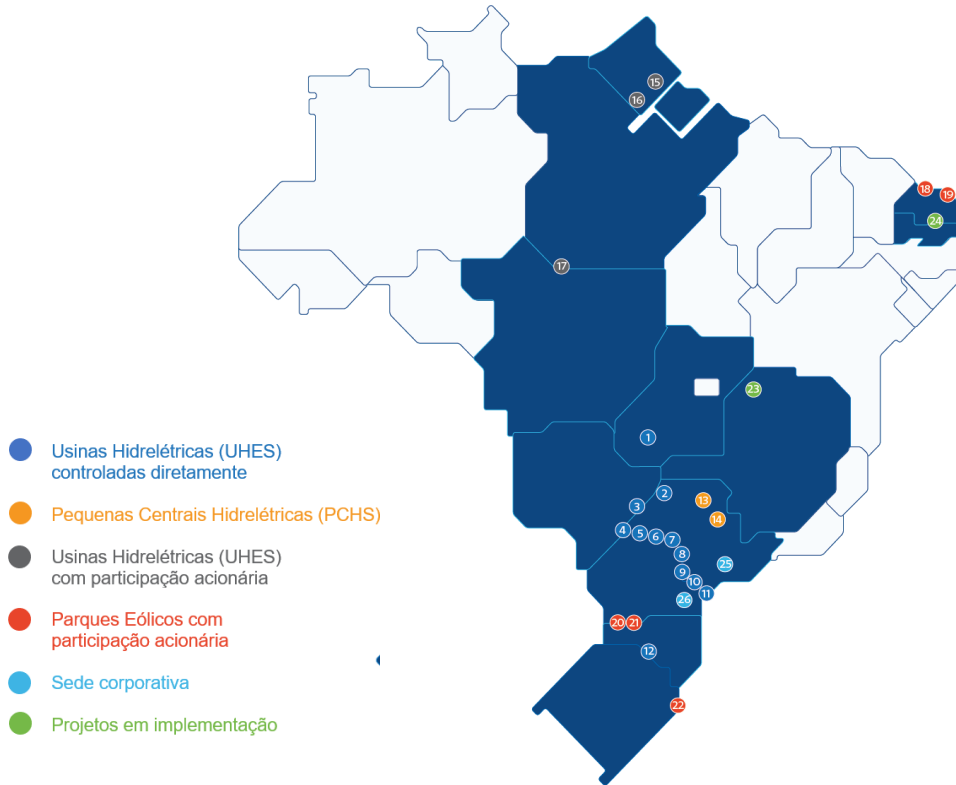 15
16
18
19
24
17
23
1
2
13
3
14
4
5
6
7
8
25
9
10
11
26
20
21
12
22
Usinas Hidrelétricas (UHES)
controladas diretamente
Pequenas Centrais Hidrelétricas (PCHS)
Usinas Hidrelétricas (UHES)
com participação acionária
Parques Eólicos com
participação acionária
Sede corporativa
Projetos em implementação